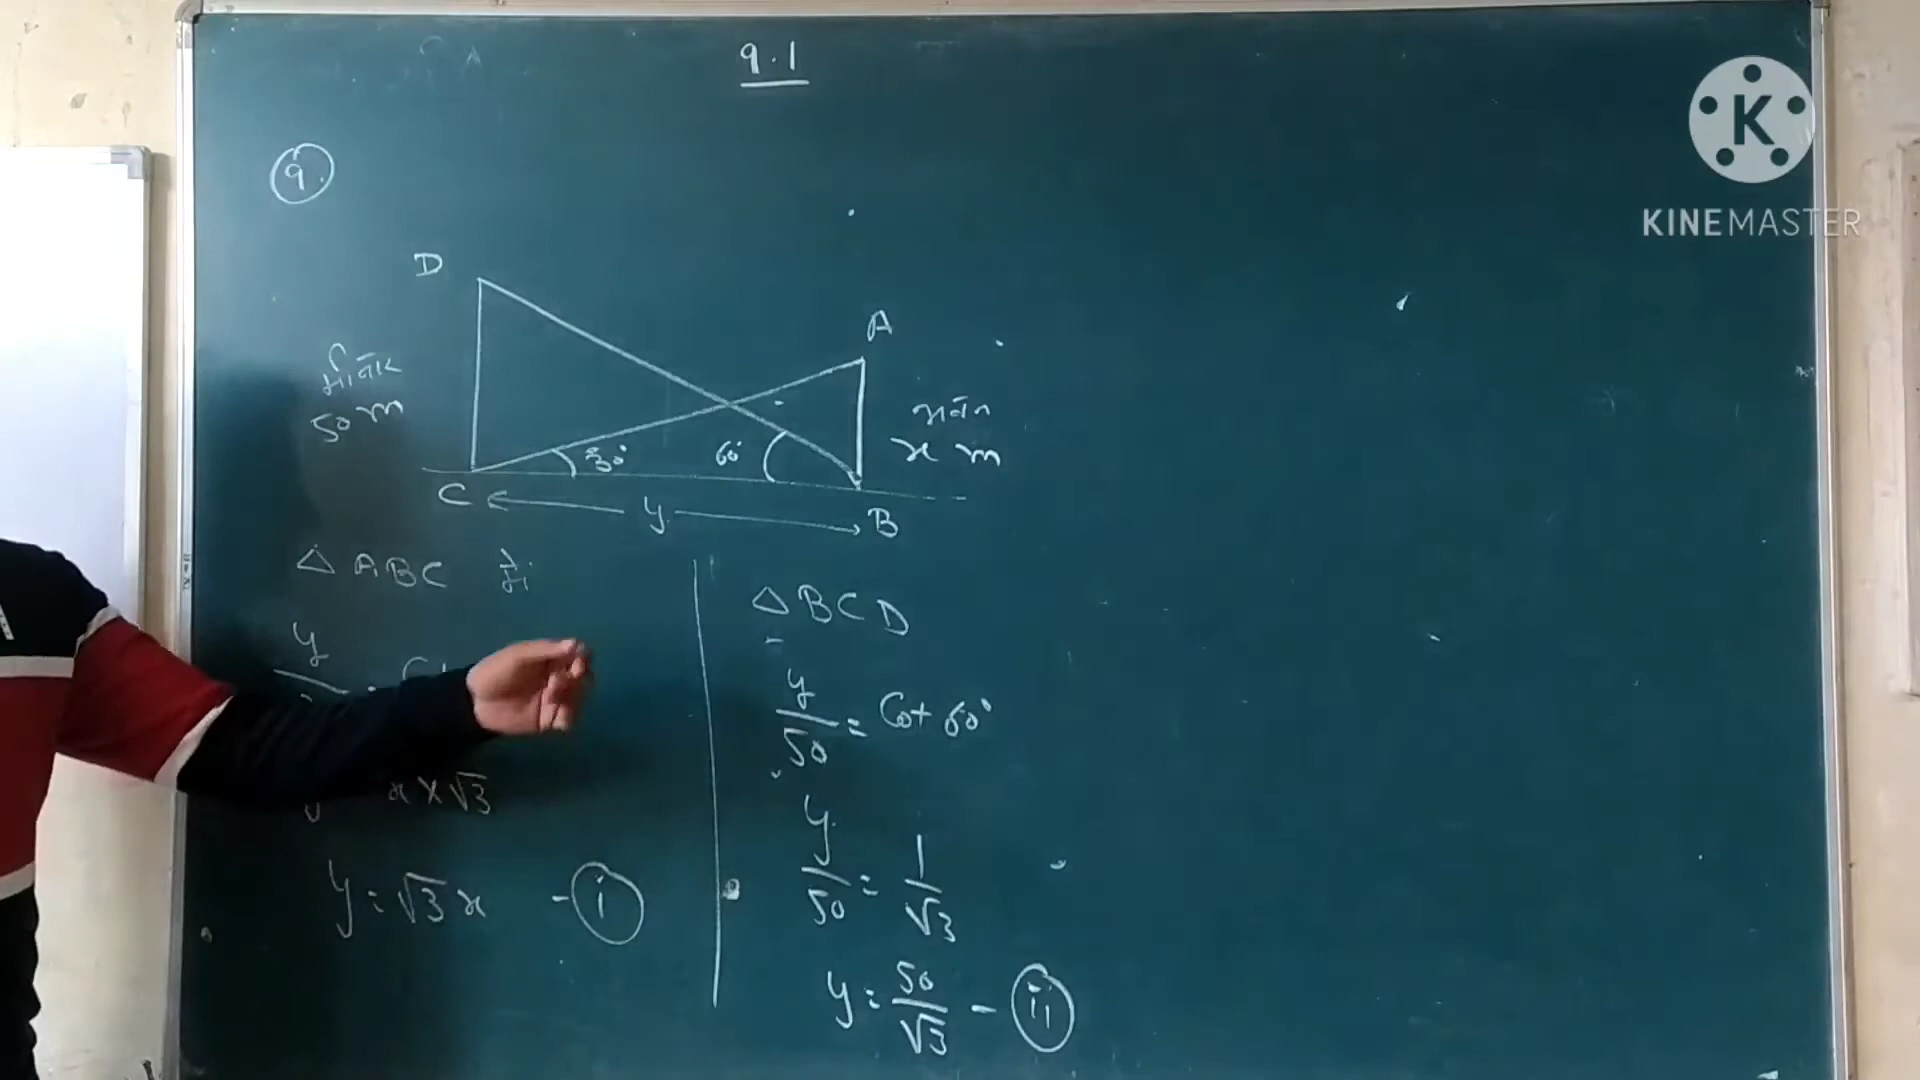 9.1
9.
D
A
मीनार
50 m
भवन
x m
30°
60°
C
y
B
△ ABC में
△ BCD
y
y/50 = Cot 60°
x × √3
y/50 = 1/√3
y = √3 x - i
y = 50/√3 - ii
K
KINEMASTER